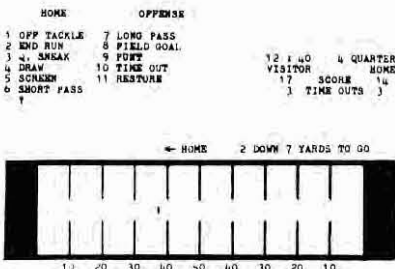 HOME OFFENSE
1 OFF TACKLE 7 LONG PASS
2 END RUN 8 FIELD GOAL
3 Q. SNEAK 9 PUNT
4 DRAW 10 TIME OUT
5 SCREEN 11 RESTORE
6 SHORT PASS
?
12 : 40 4 QUARTER
VISITOR HOME
17 SCORE 14
3 TIME OUTS 3
← HOME 2 DOWN 7 YARDS TO GO
10 20 30 40 50 40 30 20 10